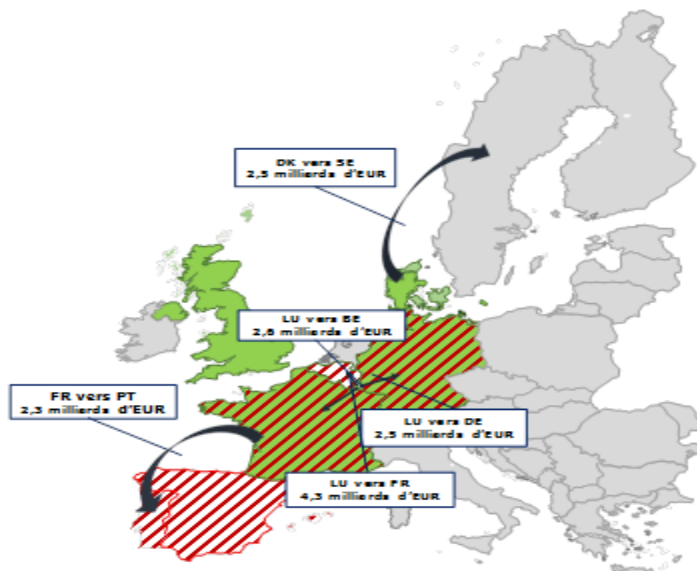 DK vers SE
2,5 milliards d'EUR
LU vers BE
2,6 milliards d'EUR
FR vers PT
2,3 milliards d'EUR
LU vers DE
2,5 milliards d'EUR
LU vers FR
4,3 milliards d'EUR